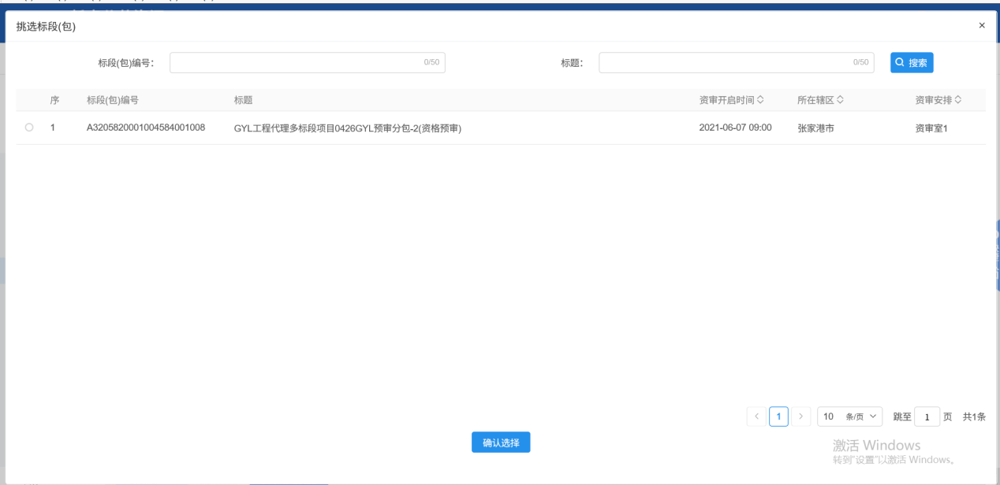 挑选标段(包)
×
标段(包)编号：
0/50
标题：
0/50
搜索
序 标段(包)编号 标题 资审开启时间 所在辖区 资审安排
1 A3205820001004584001008 GYL工程代理多标段项目0426GYL预审分包-2(资格预审) 2021-06-07 09:00 张家港市 资审室1
< 1 > 10 条/页 跳至 1 页 共1条
确认选择
激活 Windows
转到"设置"以激活 Windows。